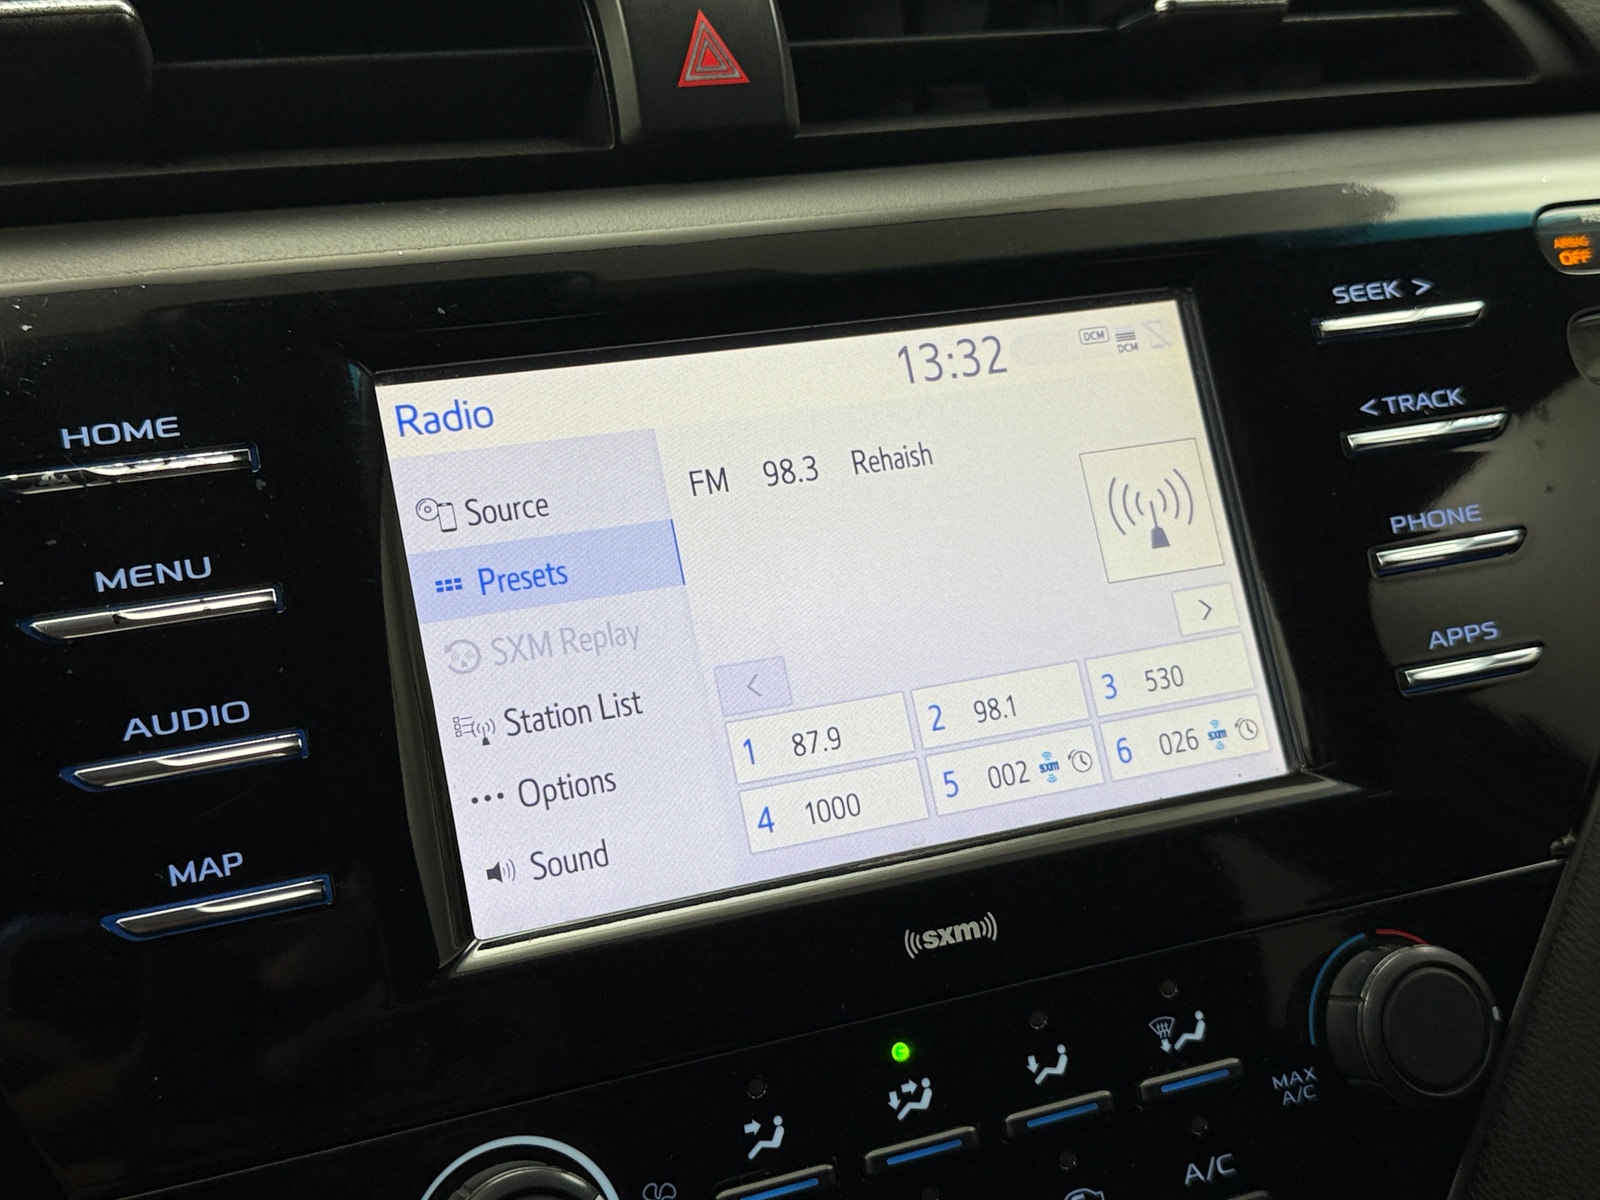 AIRBAG
OFF
SEEK >
< TRACK
PHONE
APPS
HOME
MENU
AUDIO
MAP
13:32
DCM
DCM
Radio
Source
Presets
SXM Replay
Station List
Options
Sound
FM 98.3 Rehaish
>
<
1 87.9
2 98.1
3 530
4 1000
5 002 sxm
6 026 sxm
((sxm))
MAX
A/C
A/C